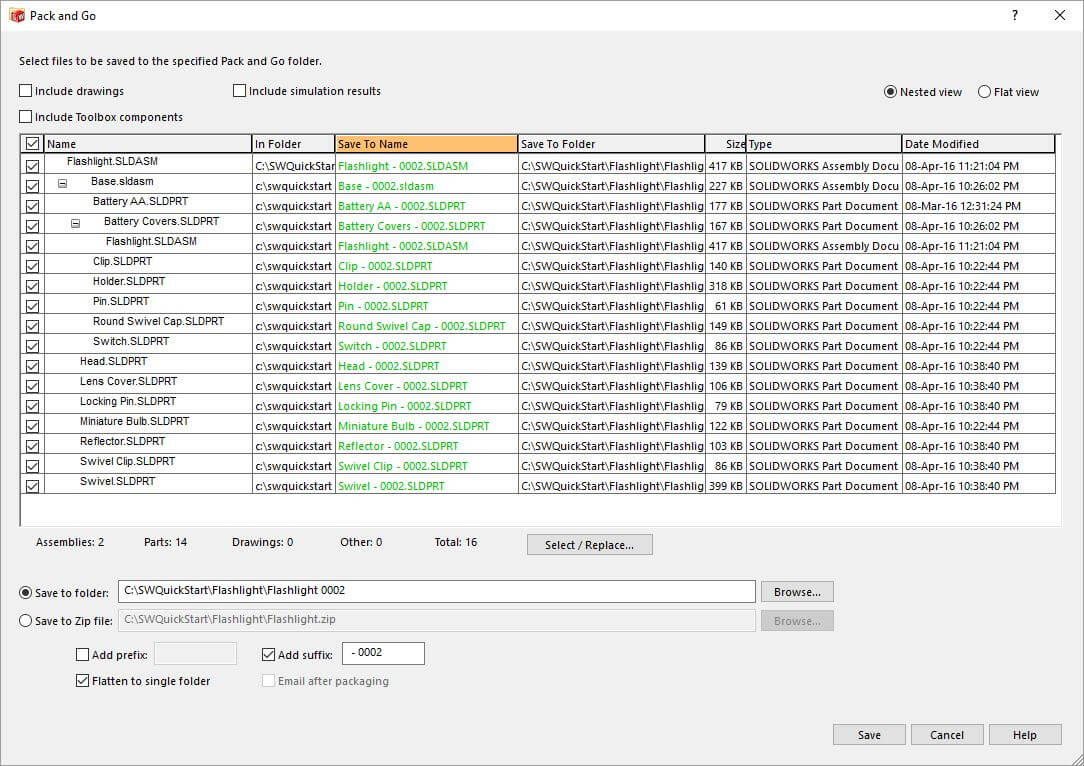 Pack and Go
?
Select files to be saved to the specified Pack and Go folder.
Include drawings Include simulation results Nested view Flat view
Include Toolbox components
Name In Folder Save To Name Save To Folder Size Type Date Modified
Flashlight.SLDASM C:\SWQuickStar Flashlight - 0002.SLDASM C:\SWQuickStart\Flashlight\Flashlig 417 KB SOLIDWORKS Assembly Docu 08-Apr-16 11:21:04 PM
Base.sldasm c:\swquickstart Base - 0002.sldasm C:\SWQuickStart\Flashlight\Flashlig 227 KB SOLIDWORKS Assembly Docu 08-Apr-16 10:26:02 PM
Battery AA.SLDPRT c:\swquickstart Battery AA - 0002.SLDPRT C:\SWQuickStart\Flashlight\Flashlig 177 KB SOLIDWORKS Part Document 08-Mar-16 12:31:24 PM
Battery Covers.SLDPRT c:\swquickstart Battery Covers - 0002.SLDPRT C:\SWQuickStart\Flashlight\Flashlig 167 KB SOLIDWORKS Part Document 08-Apr-16 10:26:02 PM
Flashlight.SLDASM c:\swquickstart Flashlight - 0002.SLDASM C:\SWQuickStart\Flashlight\Flashlig 417 KB SOLIDWORKS Assembly Docu 08-Apr-16 11:21:04 PM
Clip.SLDPRT c:\swquickstart Clip - 0002.SLDPRT C:\SWQuickStart\Flashlight\Flashlig 140 KB SOLIDWORKS Part Document 08-Apr-16 10:22:44 PM
Holder.SLDPRT c:\swquickstart Holder - 0002.SLDPRT C:\SWQuickStart\Flashlight\Flashlig 318 KB SOLIDWORKS Part Document 08-Apr-16 10:22:44 PM
Pin.SLDPRT c:\swquickstart Pin - 0002.SLDPRT C:\SWQuickStart\Flashlight\Flashlig 61 KB SOLIDWORKS Part Document 08-Apr-16 10:22:44 PM
Round Swivel Cap.SLDPRT c:\swquickstart Round Swivel Cap - 0002.SLDPRT C:\SWQuickStart\Flashlight\Flashlig 149 KB SOLIDWORKS Part Document 08-Apr-16 10:22:44 PM
Switch.SLDPRT c:\swquickstart Switch - 0002.SLDPRT C:\SWQuickStart\Flashlight\Flashlig 86 KB SOLIDWORKS Part Document 08-Apr-16 10:22:44 PM
Head.SLDPRT c:\swquickstart Head - 0002.SLDPRT C:\SWQuickStart\Flashlight\Flashlig 139 KB SOLIDWORKS Part Document 08-Apr-16 10:38:40 PM
Lens Cover.SLDPRT c:\swquickstart Lens Cover - 0002.SLDPRT C:\SWQuickStart\Flashlight\Flashlig 106 KB SOLIDWORKS Part Document 08-Apr-16 10:38:40 PM
Locking Pin.SLDPRT c:\swquickstart Locking Pin - 0002.SLDPRT C:\SWQuickStart\Flashlight\Flashlig 79 KB SOLIDWORKS Part Document 08-Apr-16 10:38:40 PM
Miniature Bulb.SLDPRT c:\swquickstart Miniature Bulb - 0002.SLDPRT C:\SWQuickStart\Flashlight\Flashlig 122 KB SOLIDWORKS Part Document 08-Apr-16 10:22:44 PM
Reflector.SLDPRT c:\swquickstart Reflector - 0002.SLDPRT C:\SWQuickStart\Flashlight\Flashlig 103 KB SOLIDWORKS Part Document 08-Apr-16 10:38:40 PM
Swivel Clip.SLDPRT c:\swquickstart Swivel Clip - 0002.SLDPRT C:\SWQuickStart\Flashlight\Flashlig 86 KB SOLIDWORKS Part Document 08-Apr-16 10:38:40 PM
Swivel.SLDPRT c:\swquickstart Swivel - 0002.SLDPRT C:\SWQuickStart\Flashlight\Flashlig 399 KB SOLIDWORKS Part Document 08-Apr-16 10:38:40 PM
Assemblies: 2 Parts: 14 Drawings: 0 Other: 0 Total: 16 Select / Replace...
Save to folder: C:\SWQuickStart\Flashlight\Flashlight 0002 Browse...
Save to Zip file: C:\SWQuickStart\Flashlight\Flashlight.zip Browse...
Add prefix: Add suffix: - 0002
Flatten to single folder Email after packaging
Save Cancel Help